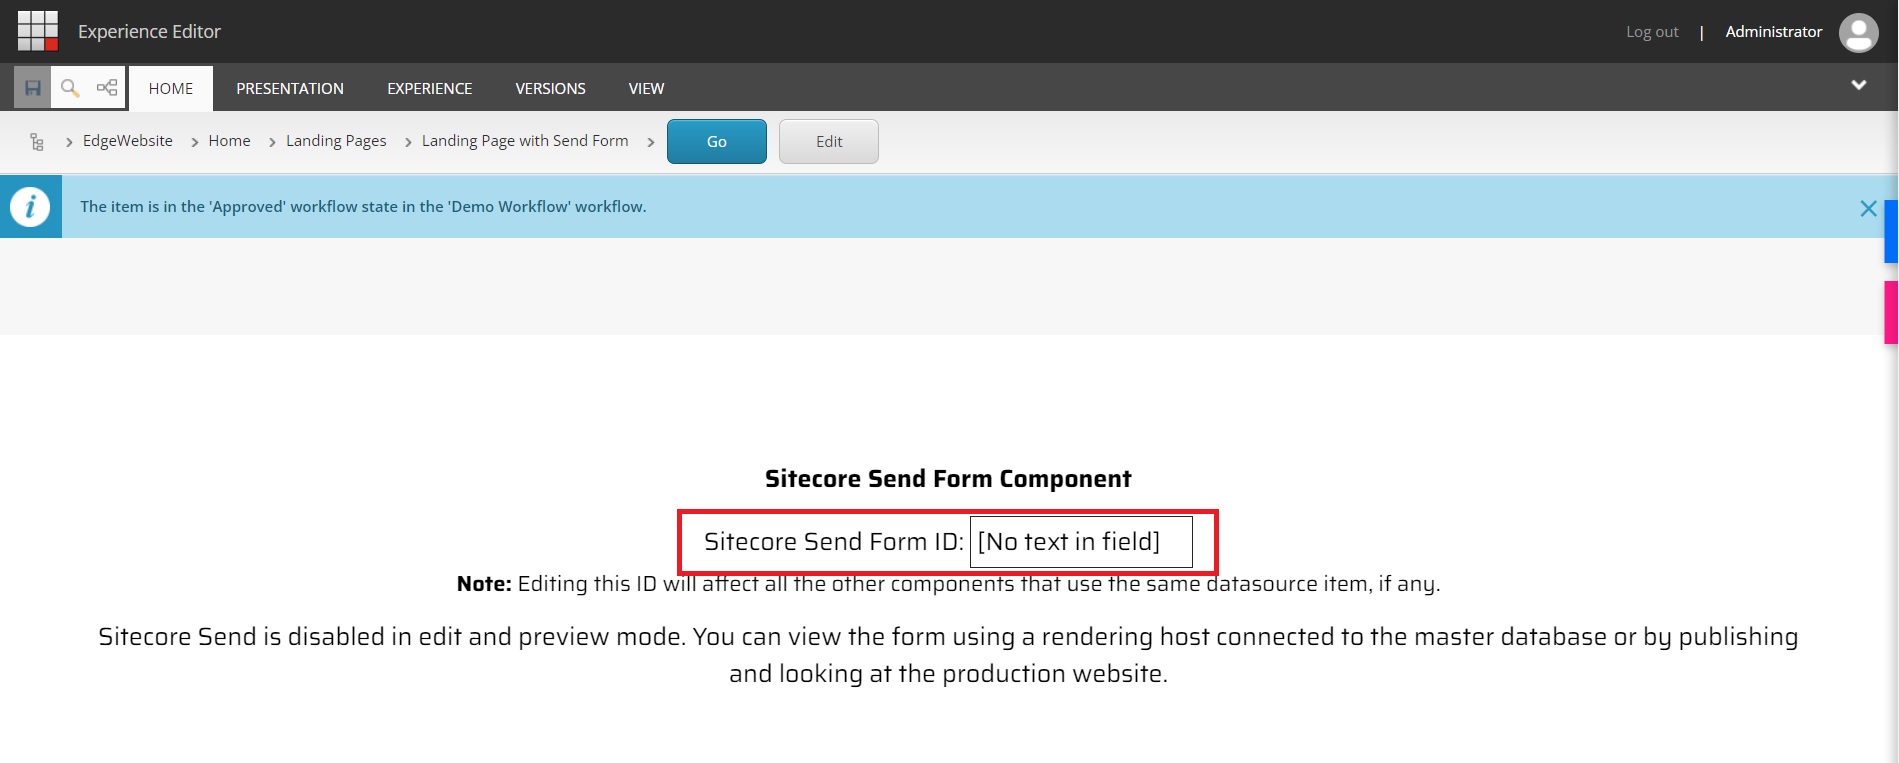 Experience Editor
Log out | Administrator
HOME PRESENTATION EXPERIENCE VERSIONS VIEW
EdgeWebsite > Home > Landing Pages > Landing Page with Send Form > Go Edit
i The item is in the 'Approved' workflow state in the 'Demo Workflow' workflow.
Sitecore Send Form Component
Sitecore Send Form ID: [No text in field]
Note: Editing this ID will affect all the other components that use the same datasource item, if any.
Sitecore Send is disabled in edit and preview mode. You can view the form using a rendering host connected to the master database or by publishing
and looking at the production website.